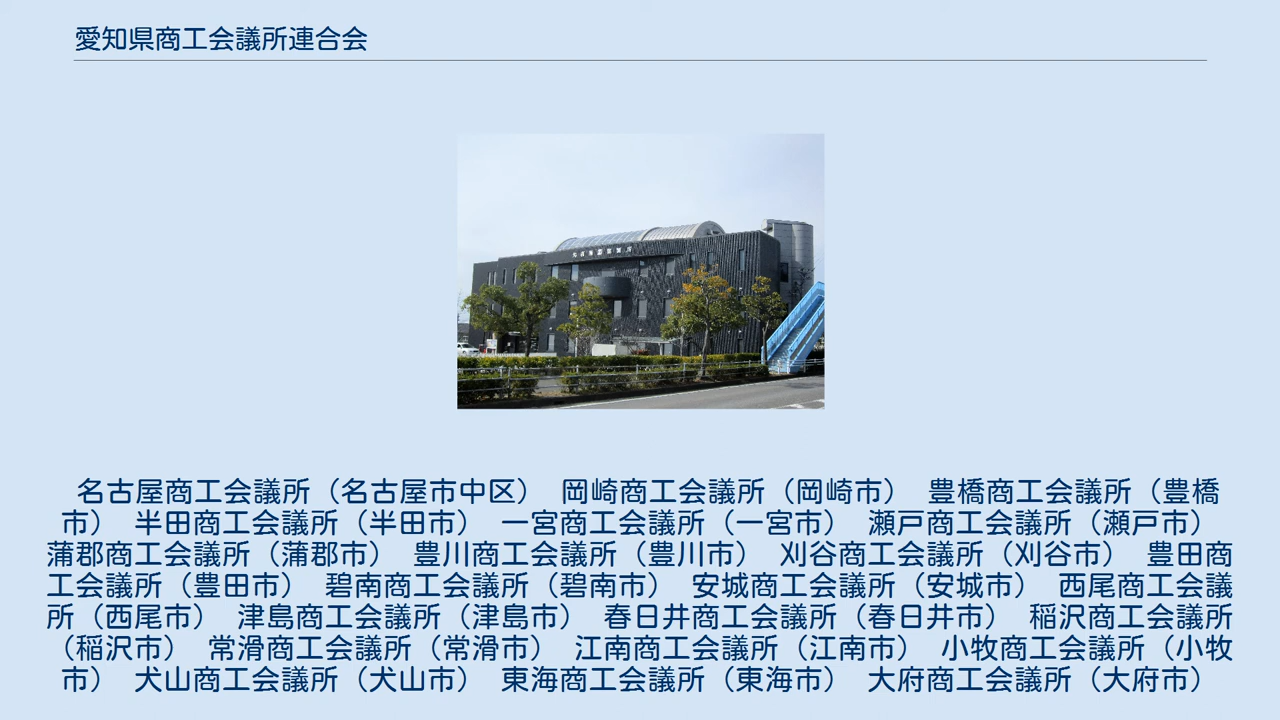 愛知県商工会議所連合会
名古屋商工会議所（名古屋市中区）　岡崎商工会議所（岡崎市）　豊橋商工会議所（豊橋
市）　半田商工会議所（半田市）　一宮商工会議所（一宮市）　瀬戸商工会議所（瀬戸市）
蒲郡商工会議所（蒲郡市）　豊川商工会議所（豊川市）　刈谷商工会議所（刈谷市）　豊田商
工会議所（豊田市）　碧南商工会議所（碧南市）　安城商工会議所（安城市）　西尾商工会議
所（西尾市）　津島商工会議所（津島市）　春日井商工会議所（春日井市）　稲沢商工会議所
（稲沢市）　常滑商工会議所（常滑市）　江南商工会議所（江南市）　小牧商工会議所（小牧
市）　犬山商工会議所（犬山市）　東海商工会議所（東海市）　大府商工会議所（大府市）